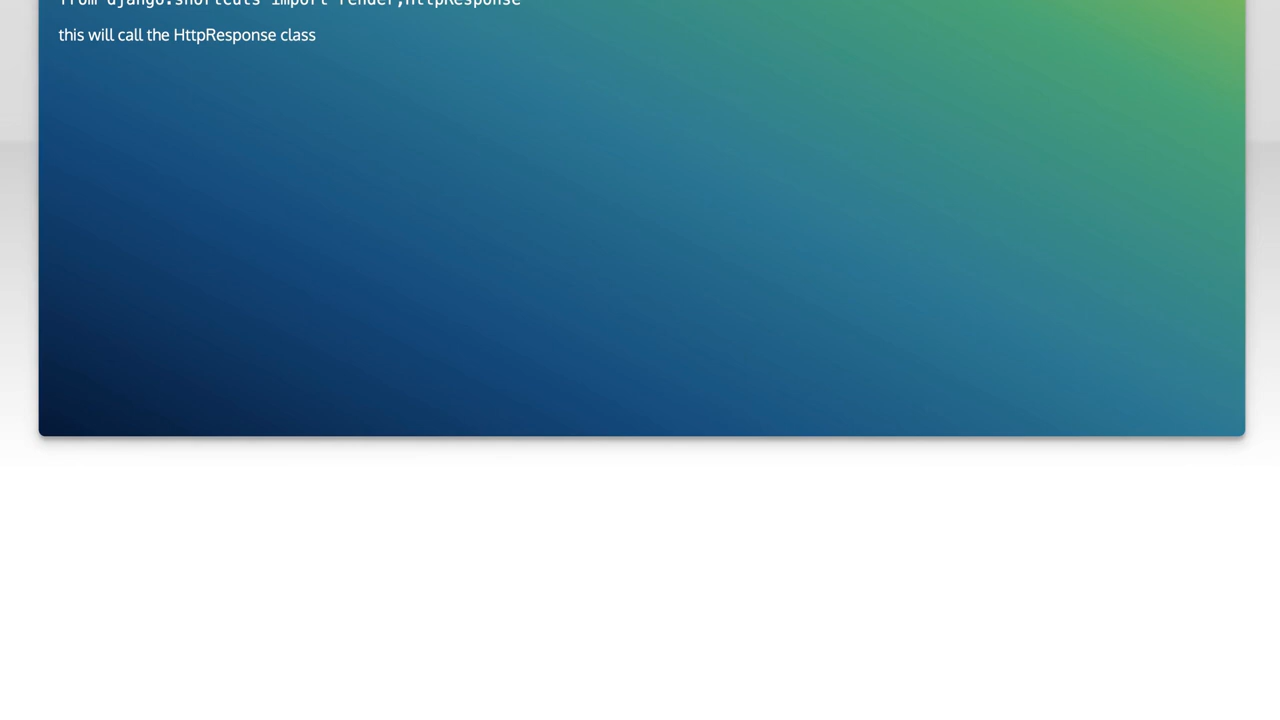 from django.shortcuts import render,HttpResponse
this will call the HttpResponse class